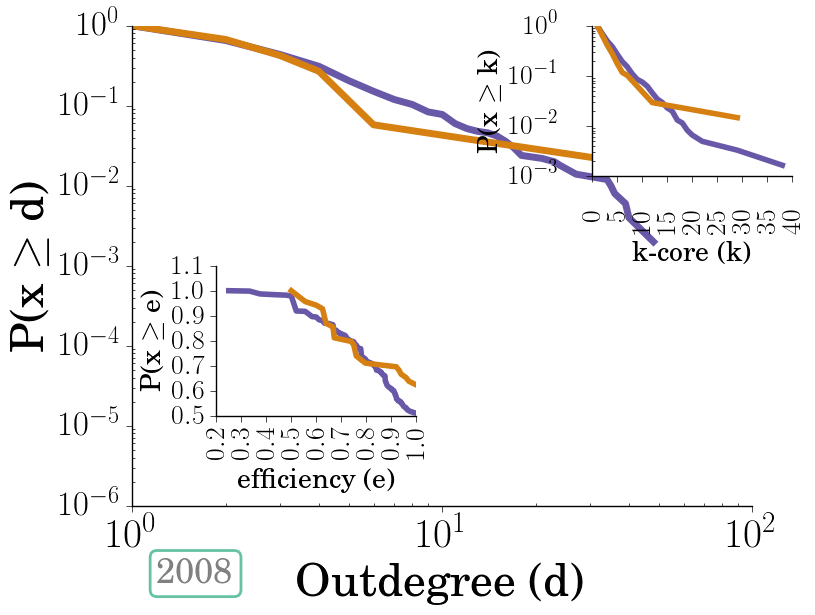 10^0
10^-1
10^-2
10^-3
10^-4
10^-5
10^-6
P(x ≥ d)
10^0 10^1 10^2
Outdegree (d)
2008
10^0
10^-1
10^-2
10^-3
P(x ≥ k)
0 5 10 15 20 25 30 35 40
k-core (k)
1.1
1.0
0.9
0.8
0.7
0.6
0.5
P(x ≥ e)
0.2 0.3 0.4 0.5 0.6 0.7 0.8 0.9 1.0
efficiency (e)